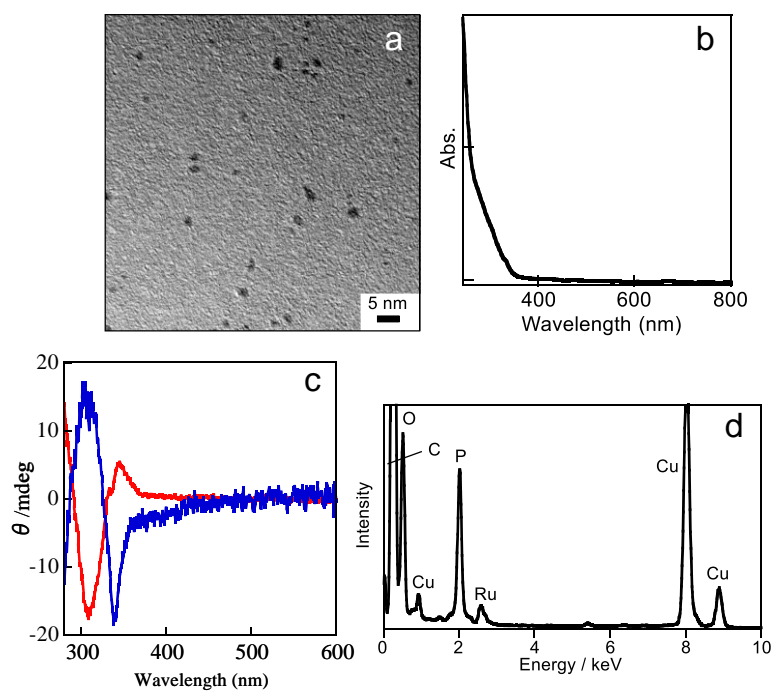 a
5 nm
b
Abs.
400
600
800
Wavelength (nm)
c
20
10
0
-10
-20
θ /mdeg
300
400
500
600
Wavelength (nm)
d
O
C
P
Cu
Ru
Cu
Cu
Intensity
0
2
4
6
8
10
Energy / keV